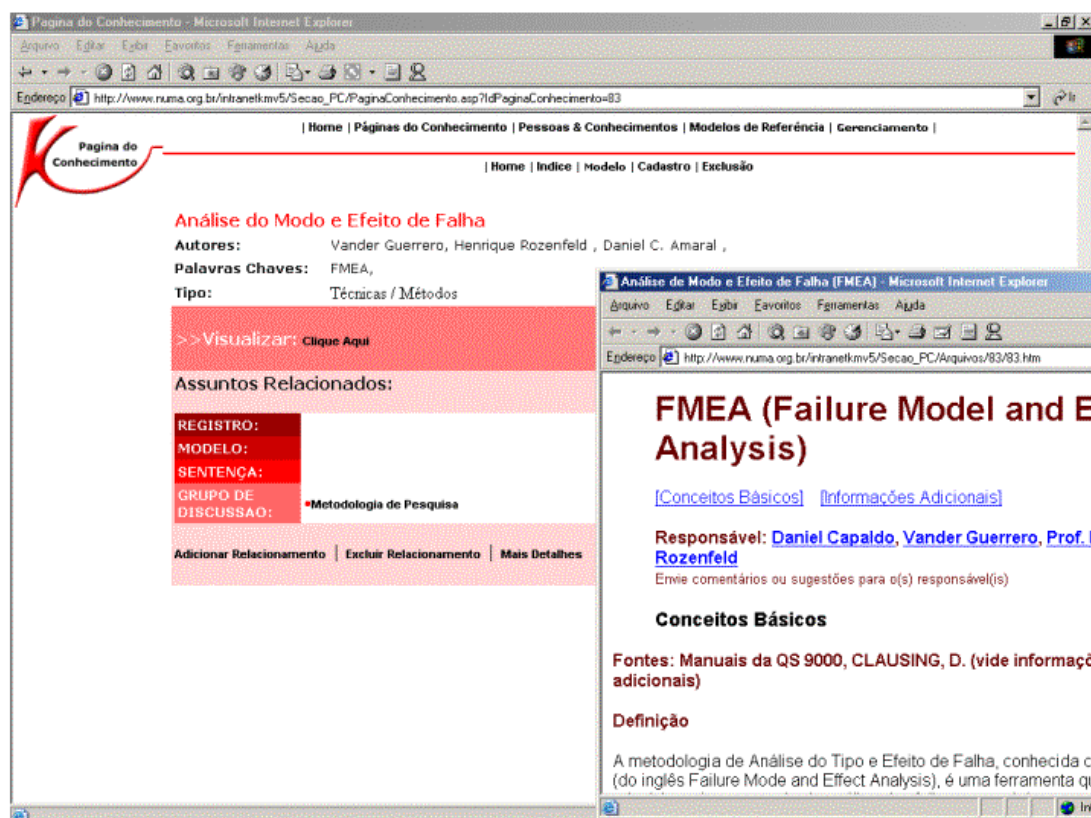 Pagina do Conhecimento - Microsoft Internet Explorer
Arquivo Editar Exibir Favoritos Ferramentas Ajuda
Endereço http://www.numa.org.br/intranetkmv5/Secao_PC/PaginaConhecimento.asp?IdPaginaConhecimento=83
Pagina do
Conhecimento
| Home | Páginas do Conhecimento | Pessoas & Conhecimentos | Modelos de Referência | Gerenciamento |
| Home | Indice | Modelo | Cadastro | Exclusão
Análise do Modo e Efeito de Falha
Autores: Vander Guerrero, Henrique Rozenfeld , Daniel C. Amaral ,
Palavras Chaves: FMEA,
Tipo: Técnicas / Métodos
>>Visualizar: Clique Aqui
Assuntos Relacionados:
REGISTRO:
MODELO:
SENTENÇA:
GRUPO DE
DISCUSSAO:
Metodologia de Pesquisa
Adicionar Relacionamento | Excluir Relacionamento | Mais Detalhes
Análise de Modo e Efeito de Falha (FMEA) - Microsoft Internet Explorer
Arquivo Editar Exibir Favoritos Ferramentas Ajuda
Endereço http://www.numa.org.br/intranetkmv5/Secao_PC/Arquivos/83/83.htm
FMEA (Failure Model and E
Analysis)
[Conceitos Básicos] [Informações Adicionais]
Responsável: Daniel Capaldo, Vander Guerrero, Prof.
Rozenfeld
Envie comentários ou sugestões para o(s) responsável(is)
Conceitos Básicos
Fontes: Manuais da QS 9000, CLAUSING, D. (vide informaçõ
adicionais)
Definição
A metodologia de Análise do Tipo e Efeito de Falha, conhecida c
(do inglês Failure Mode and Effect Analysis), é uma ferramenta qu